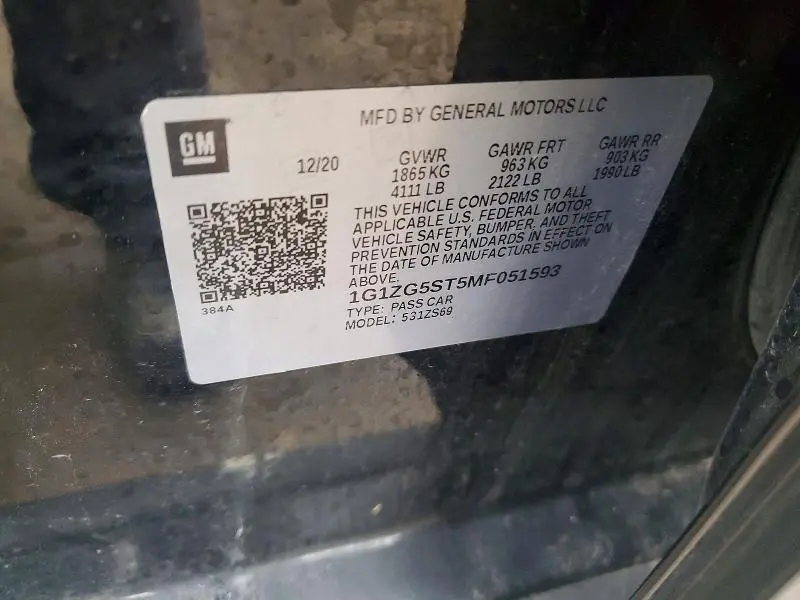 MFD BY GENERAL MOTORS LLC
GM
12/20
GVWR
1865 KG
4111 LB
GAWR FRT
963 KG
2122 LB
GAWR RR
903 KG
1990 LB
THIS VEHICLE CONFORMS TO ALL
APPLICABLE U.S. FEDERAL MOTOR
VEHICLE SAFETY, BUMPER, AND THEFT
PREVENTION STANDARDS IN EFFECT ON
THE DATE OF MANUFACTURE SHOWN
ABOVE.
1G1ZG5ST5MF051593
TYPE: PASS CAR
MODEL: 531ZS69
384A